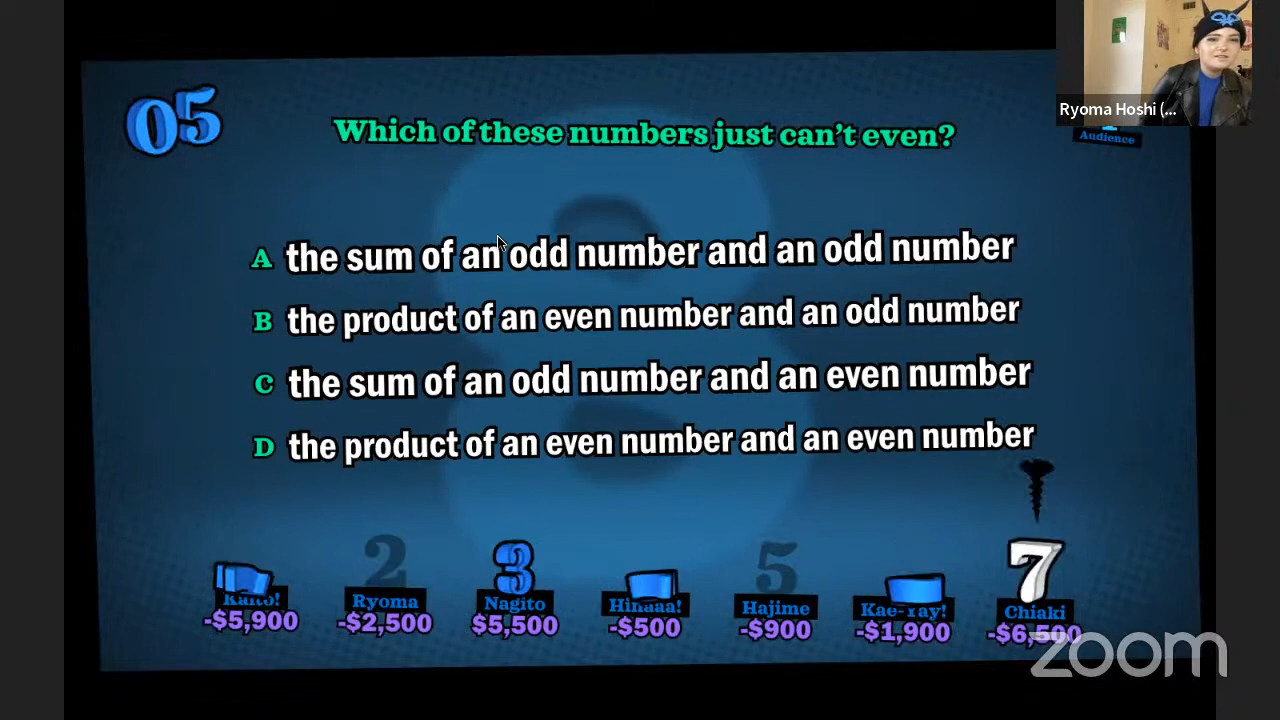 05
Which of these numbers just can't even?
Audience
Ryoma Hoshi (...
A the sum of an odd number and an odd number
B the product of an even number and an odd number
C the sum of an odd number and an even number
D the product of an even number and an even number
2 3 5 7
Kaito! Ryoma Nagito Hinaaa! Hajime Kae-Yay! Chiaki
-$5,900 -$2,500 $5,500 -$500 -$900 -$1,900 -$6,500
zoom